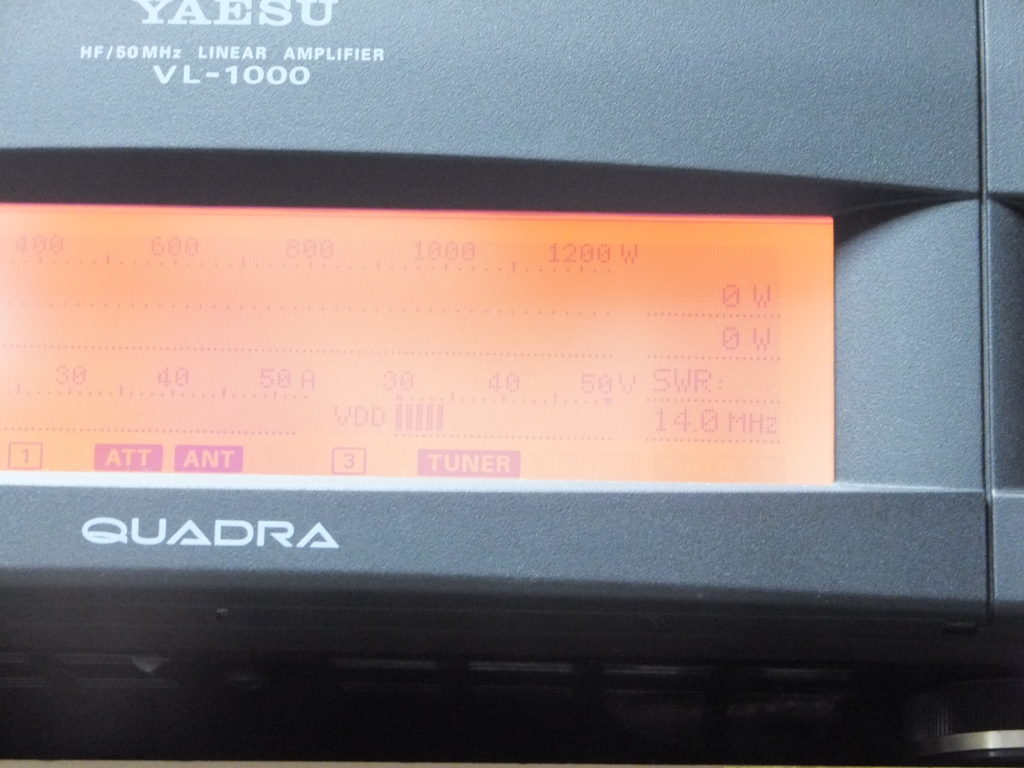 YAESU
HF/50MHz LINEAR AMPLIFIER
VL-1000
400 600 800 1000 1200 W
0 W
0 W
30 40 50 A 30 40 50 V SWR:
VDD 14.0 MHz
1 ATT ANT 3 TUNER
QUADRA